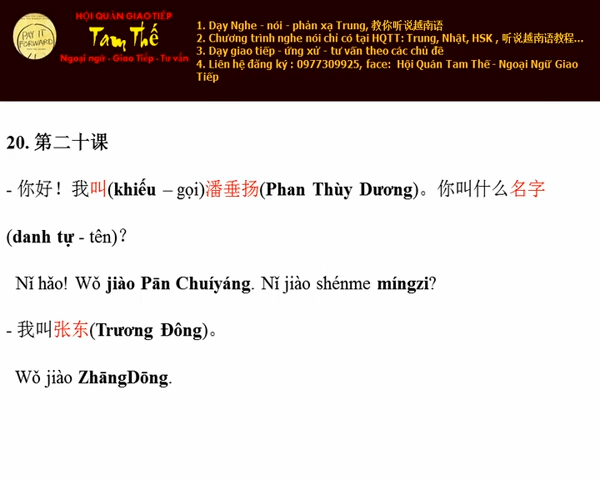 PAY IT
FORWARD
HỘI QUÁN GIAO TIẾP
Tam Thế
Ngoại ngữ - Giao Tiếp - Tư vấn
1. Dạy Nghe - nói - phản xạ Trung, 教你听说越南语
2. Chương trình nghe nói chỉ có tại HQTT: Trung, Nhật, HSK , 听说越南语教程...
3. Dạy giao tiếp - ứng xử - tư vấn theo các chủ đề
4. Liên hệ đăng ký : 0977309925, face: Hội Quán Tam Thế - Ngoại Ngữ Giao
Tiếp
20. 第二十课
- 你好！我叫(khiếu – gọi)潘垂扬(Phan Thùy Dương)。你叫什么名字
(danh tự - tên)?
Nǐ hǎo! Wǒ jiào Pān Chuíyáng. Nǐ jiào shénme míngzi?
- 我叫张东(Trương Đông)。
Wǒ jiào ZhāngDōng.